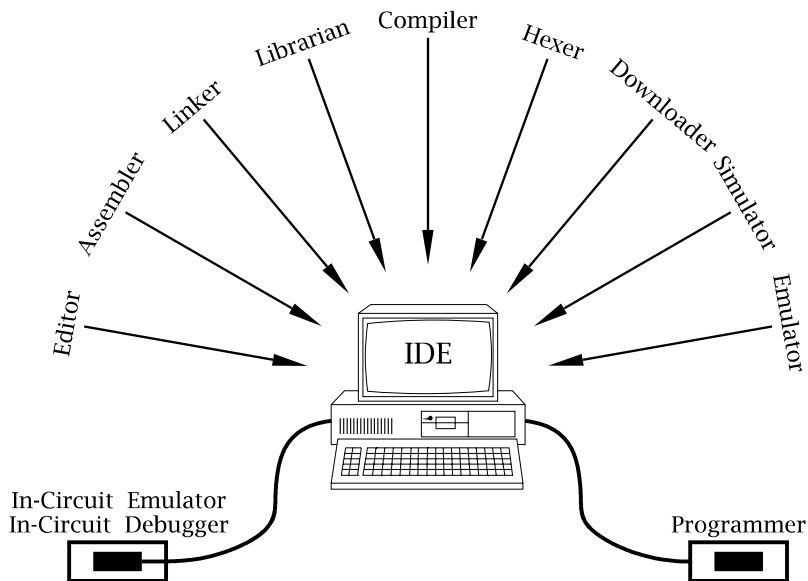 Editor
Assembler
Linker
Librarian
Compiler
Hexer
Downloader
Simulator
Emulator
IDE
In-Circuit Emulator
In-Circuit Debugger
Programmer